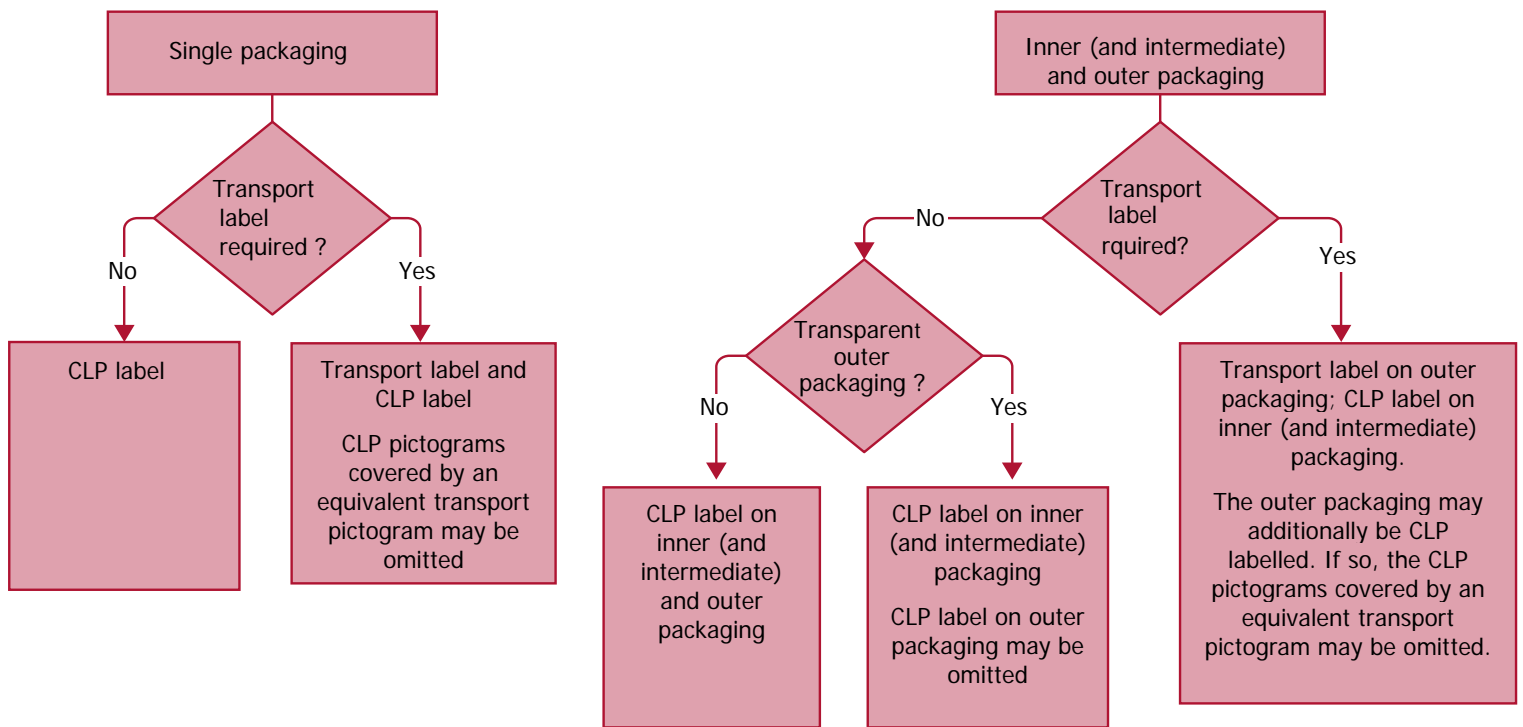 Single packaging
Transport
label
required ?
No
Yes
CLP label
Transport label and
CLP label
CLP pictograms
covered by an
equivalent transport
pictogram may be
omitted
Inner (and intermediate)
and outer packaging
Transport
label
rquired?
No
Yes
Transparent
outer
packaging ?
No
Yes
CLP label on
inner (and
intermediate)
and outer
packaging
CLP label on inner
(and intermediate)
packaging
CLP label on outer
packaging may be
omitted
Transport label on outer
packaging; CLP label on
inner (and intermediate)
packaging.
The outer packaging may
additionally be CLP
labelled. If so, the CLP
pictograms covered by an
equivalent transport
pictogram may be omitted.